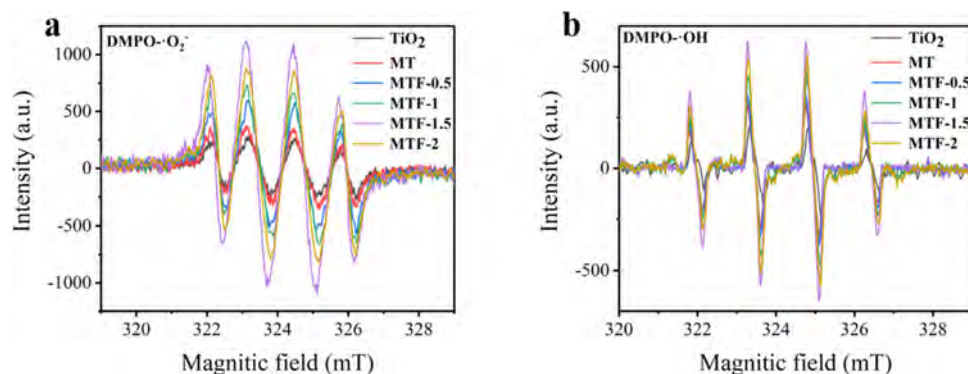 a
DMPO-·O₂⁻
TiO₂
MT
MTF-0.5
MTF-1
MTF-1.5
MTF-2
1000
500
0
-500
-1000
Intensity (a.u.)
320 322 324 326 328
Magnitic field (mT)
b
DMPO-·OH
TiO₂
MT
MTF-0.5
MTF-1
MTF-1.5
MTF-2
500
0
-500
Intensity (a.u.)
320 322 324 326 328
Magnitic field (mT)